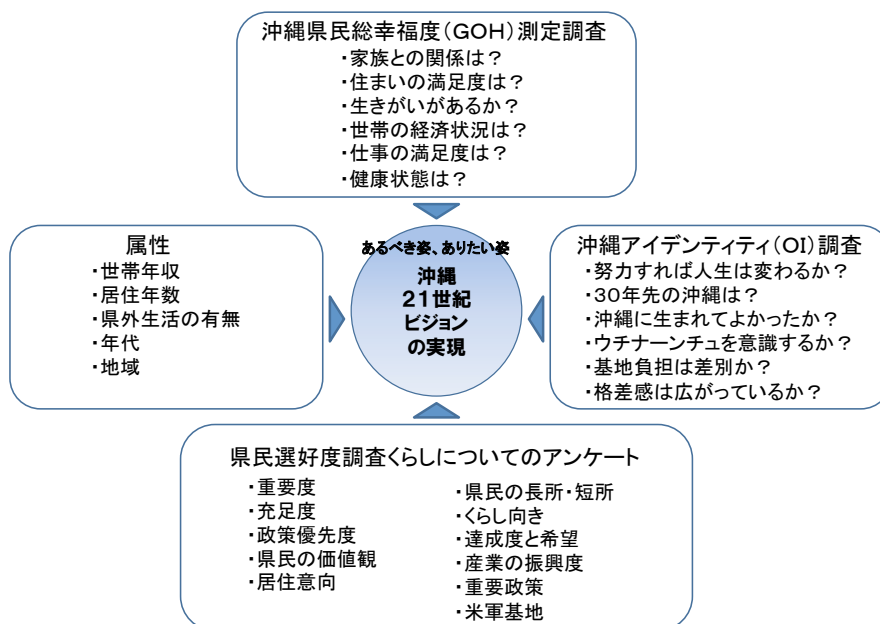 沖縄県民総幸福度(GOH)測定調査
・家族との関係は？
・住まいの満足度は？
・生きがいがあるか？
・世帯の経済状況は？
・仕事の満足度は？
・健康状態は？
属性
・世帯年収
・居住年数
・県外生活の有無
・年代
・地域
あるべき姿、ありたい姿
沖縄
２１世紀
ビジョン
の実現
沖縄アイデンティティ(OI)調査
・努力すれば人生は変わるか？
・３０年先の沖縄は？
・沖縄に生まれてよかったか？
・ウチナーンチュを意識するか？
・基地負担は差別か？
・格差感は広がっているか？
県民選好度調査くらしについてのアンケート
・重要度
・充足度
・政策優先度
・県民の価値観
・居住意向
・県民の長所・短所
・くらし向き
・達成度と希望
・産業の振興度
・重要政策
・米軍基地